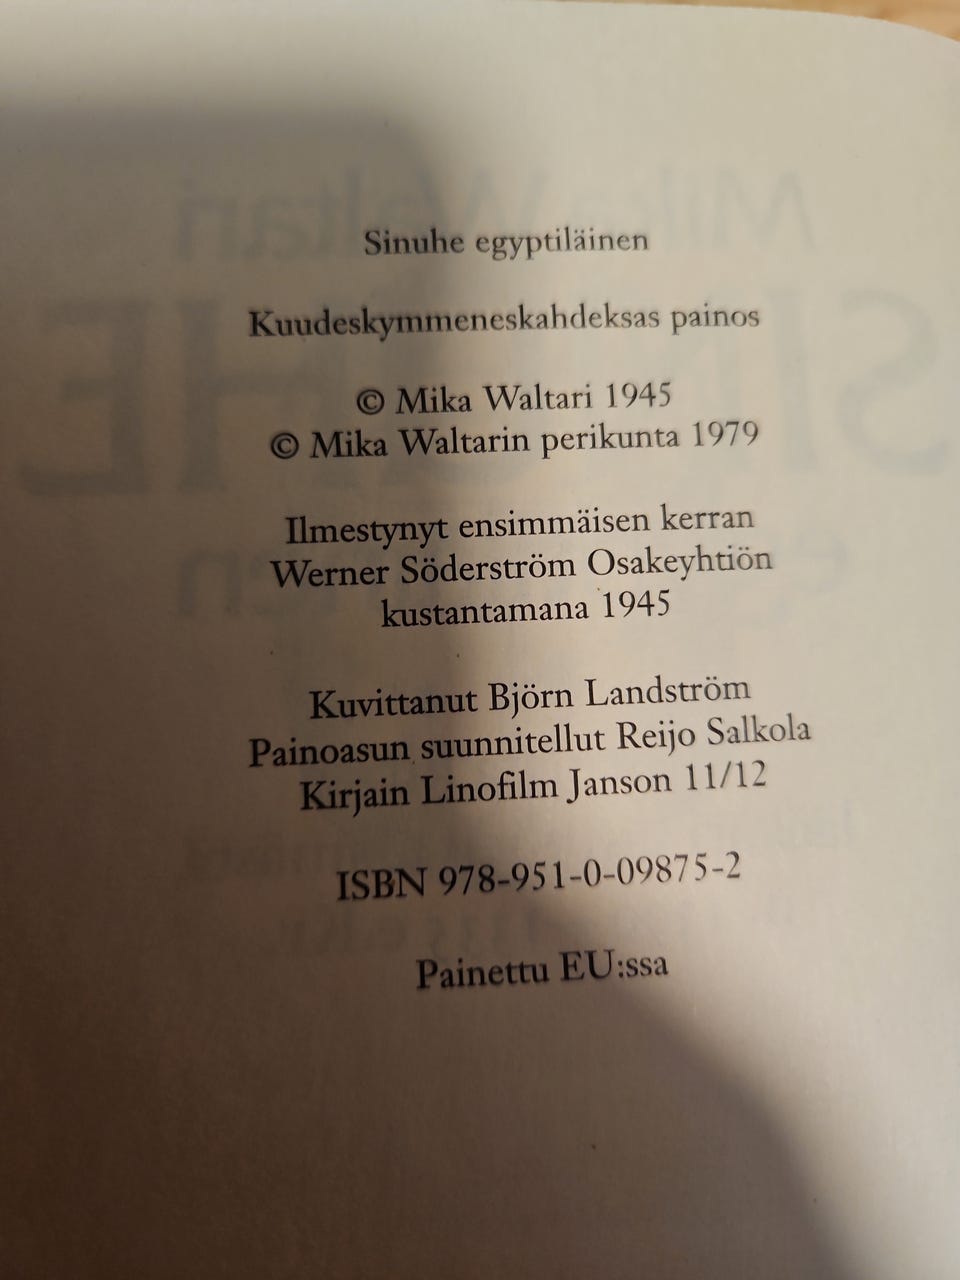 Sinuhe egyptiläinen
Kuudeskymmeneskahdeksas painos
© Mika Waltari 1945
© Mika Waltarin perikunta 1979
Ilmestynyt ensimmäisen kerran
Werner Söderström Osakeyhtiön
kustantamana 1945
Kuvittanut Björn Landström
Painoasun suunnitellut Reijo Salkola
Kirjain Linofilm Janson 11/12
ISBN 978-951-0-09875-2
Painettu EU:ssa